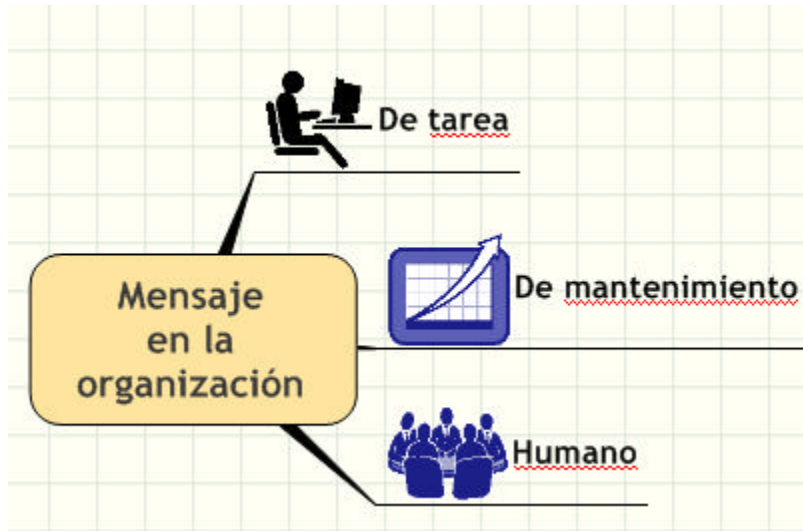 De tarea
Mensaje
en la
organización
De mantenimiento
Humano